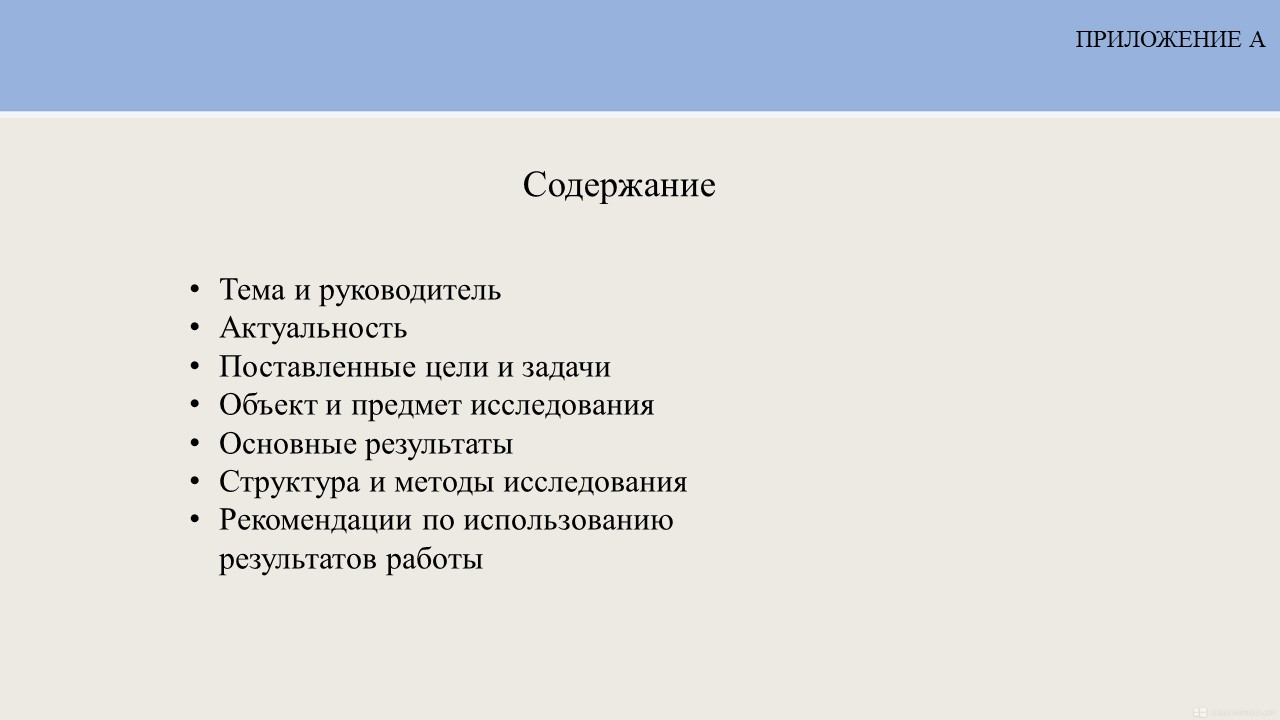 ПРИЛОЖЕНИЕ А
Содержание
• Тема и руководитель
• Актуальность
• Поставленные цели и задачи
• Объект и предмет исследования
• Основные результаты
• Структура и методы исследования
• Рекомендации по использованию
результатов работы